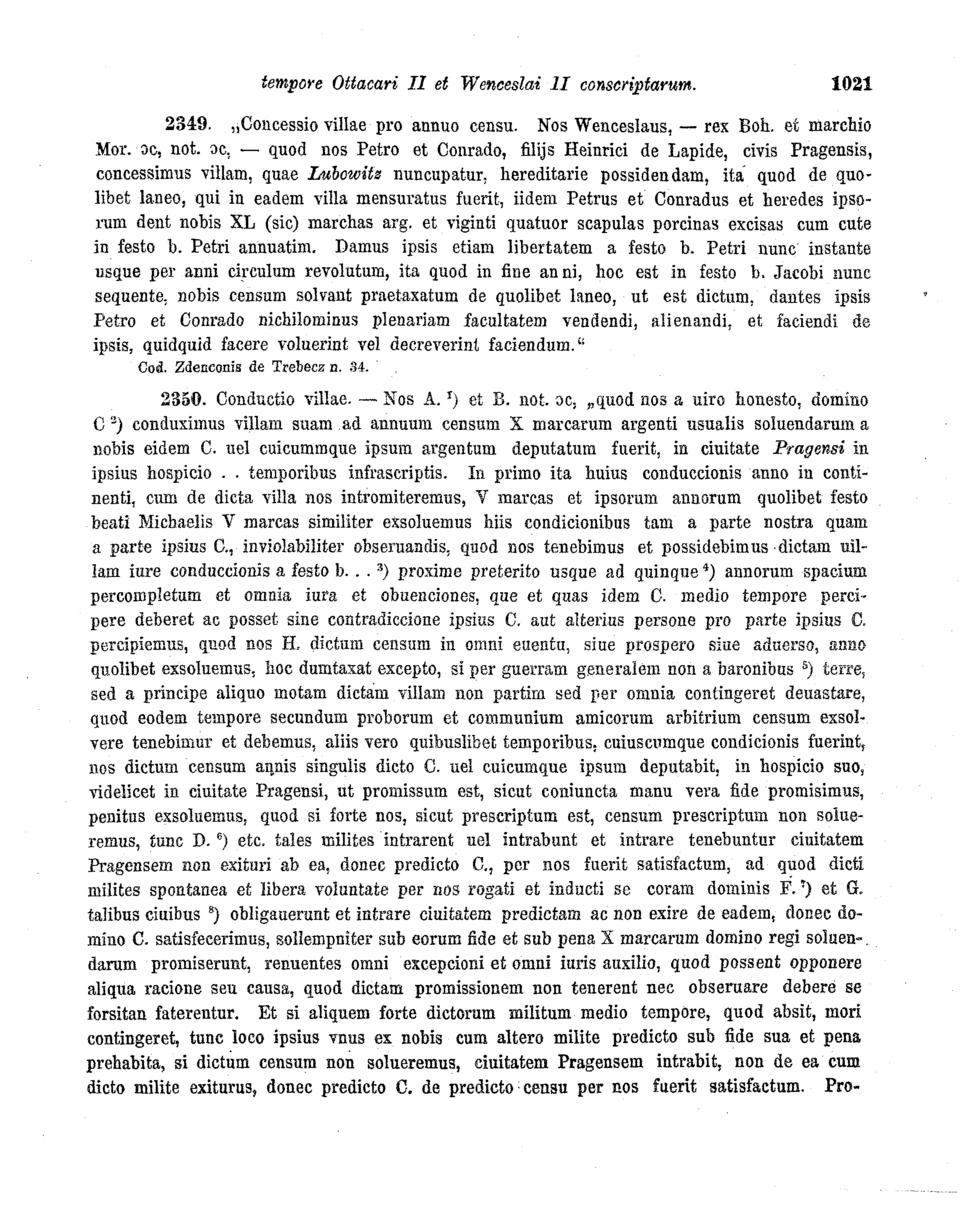 tempore Ottacari II et Wenceslai II conscriptarum. 1021
2349. „Concessio villae pro annuo censu. Nos Wenceslaus, — rex Boh. et marchio
Mor. ɔc, not. ɔc, — quod nos Petro et Conrado, filijs Heinrici de Lapide, civis Pragensis,
concessimus villam, quae Lubowitz nuncupatur, hereditarie possidendam, ita quod de quo-
libet laneo, qui in eadem villa mensuratus fuerit, iidem Petrus et Conradus et heredes ipso-
rum dent nobis XL (sic) marchas arg. et viginti quatuor scapulas porcinas excisas cum cute
in festo b. Petri annuatim. Damus ipsis etiam libertatem a festo b. Petri nunc instante
usque per anni circulum revolutum, ita quod in fine anni, hoc est in festo b. Jacobi nunc
sequente, nobis censum solvant praetaxatum de quolibet laneo, ut est dictum, dantes ipsis
Petro et Conrado nichilominus plenariam facultatem vendendi, alienandi, et faciendi de
ipsis, quidquid facere voluerint vel decreverint faciendum.“
Cod. Zdenconis de Trebecz n. 34.
2350. Conductio villae. — Nos A. ¹) et B. not. ɔc, „quod nos a uiro honesto, domino
C ²) conduximus villam suam ad annuum censum X marcarum argenti usualis soluendarum a
nobis eidem C. uel cuicummque ipsum argentum deputatum fuerit, in ciuitate Pragensi in
ipsius hospicio . . temporibus infrascriptis. In primo ita huius conduccionis anno in conti-
nenti, cum de dicta villa nos intromiteremus, V marcas et ipsorum annorum quolibet festo
beati Michaelis V marcas similiter exsoluemus hiis condicionibus tam a parte nostra quam
a parte ipsius C., inviolabiliter obseruandis, quod nos tenebimus et possidebimus dictam uil-
lam iure conduccionis a festo b. . . ³) proxime preterito usque ad quinque ⁴) annorum spacium
percompletum et omnia iura et obuenciones, que et quas idem C. medio tempore perci-
pere deberet ac posset sine contradiccione ipsius C. aut alterius persone pro parte ipsius C.
percipiemus, quod nos H. dictum censum in omni euentu, siue prospero siue aduerso, anno
quolibet exsoluemus, hoc dumtaxat excepto, si per guerram generalem non a baronibus ⁵) terre,
sed a principe aliquo motam dictam villam non partim sed per omnia contingeret deuastare,
quod eodem tempore secundum proborum et communium amicorum arbitrium censum exsol-
vere tenebimur et debemus, aliis vero quibuslibet temporibus, cuiuscumque condicionis fuerint,
nos dictum censum annis singulis dicto C. uel cuicumque ipsum deputabit, in hospicio suo,
videlicet in ciuitate Pragensi, ut promissum est, sicut coniuncta manu vera fide promisimus,
penitus exsoluemus, quod si forte nos, sicut prescriptum est, censum prescriptum non solue-
remus, tunc D. ⁶) etc. tales milites intrarent uel intrabunt et intrare tenebuntur ciuitatem
Pragensem non exituri ab ea, donec predicto C., per nos fuerit satisfactum, ad quod dicti
milites spontanea et libera voluntate per nos rogati et inducti se coram dominis F. ⁷) et G.
talibus ciuibus ⁸) obligauerunt et intrare ciuitatem predictam ac non exire de eadem, donec do-
mino C. satisfecerimus, sollempniter sub eorum fide et sub pena X marcarum domino regi soluen-
darum promiserunt, renuentes omni excepcioni et omni iuris auxilio, quod possent opponere
aliqua racione seu causa, quod dictam promissionem non tenerent nec obseruare debere se
forsitan faterentur. Et si aliquem forte dictorum militum medio tempore, quod absit, mori
contingeret, tunc loco ipsius vnus ex nobis cum altero milite predicto sub fide sua et pena
prehabita, si dictum censum non solueremus, ciuitatem Pragensem intrabit, non de ea cum
dicto milite exiturus, donec predicto C. de predicto censu per nos fuerit satisfactum. Pro-